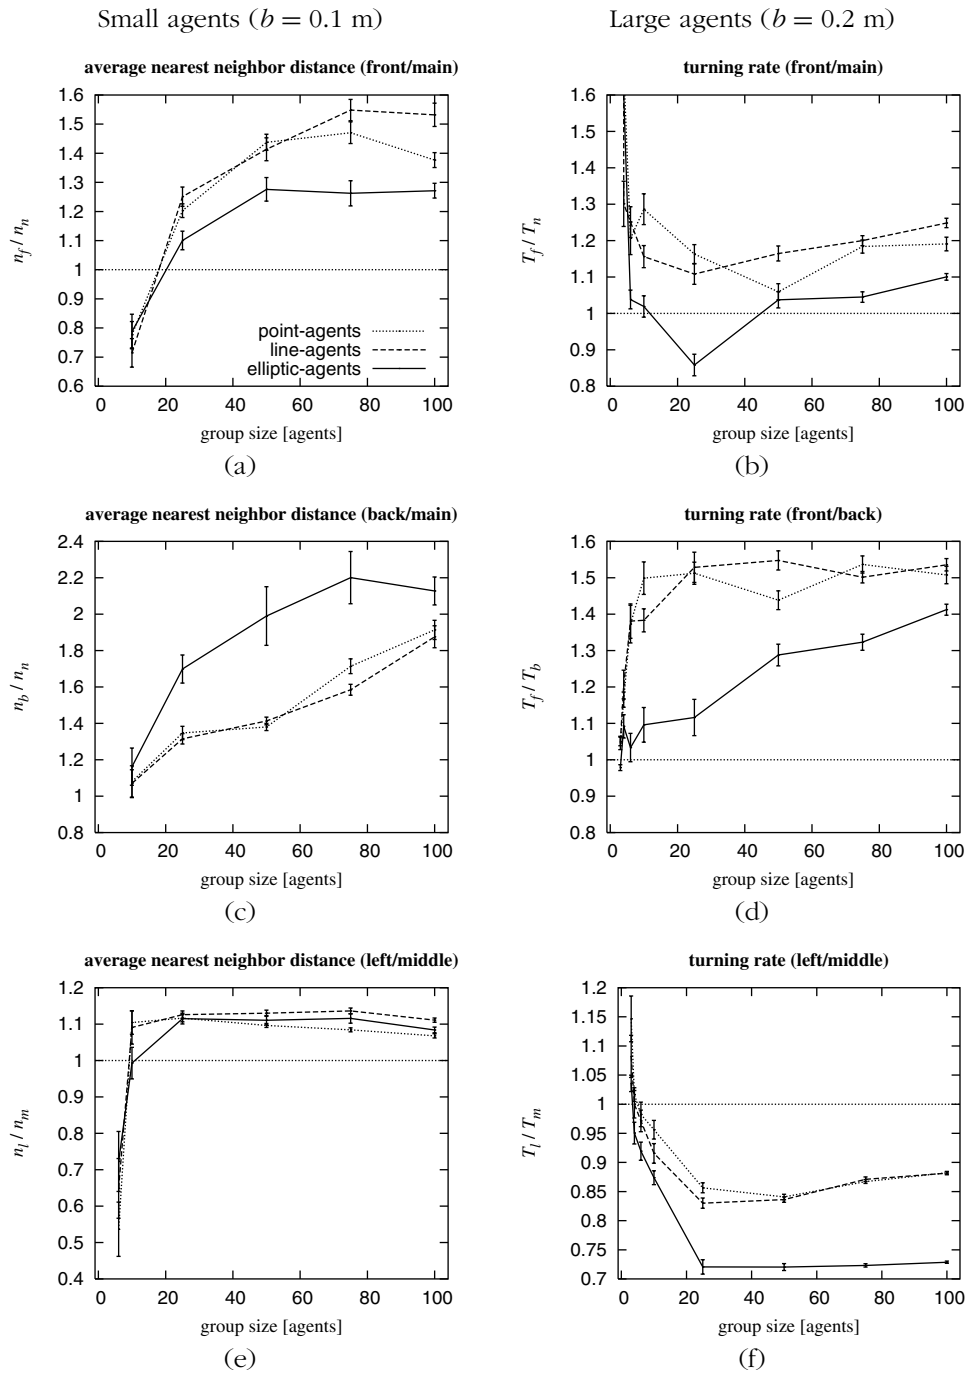 Small agents (b = 0.1 m)
Large agents (b = 0.2 m)
average nearest neighbor distance (front/main)
1.6
1.5
1.4
1.3
1.2
1.1
1
0.9
0.8
0.7
0.6
n_f / n_n
point-agents
line-agents
elliptic-agents
0 20 40 60 80 100
group size [agents]
(a)
turning rate (front/main)
1.6
1.5
1.4
1.3
1.2
1.1
1
0.9
0.8
T_f / T_n
0 20 40 60 80 100
group size [agents]
(b)
average nearest neighbor distance (back/main)
2.4
2.2
2
1.8
1.6
1.4
1.2
1
0.8
n_b / n_n
0 20 40 60 80 100
group size [agents]
(c)
turning rate (front/back)
1.6
1.5
1.4
1.3
1.2
1.1
1
0.9
0.8
T_f / T_b
0 20 40 60 80 100
group size [agents]
(d)
average nearest neighbor distance (left/middle)
1.2
1.1
1
0.9
0.8
0.7
0.6
0.5
0.4
n_l / n_m
0 20 40 60 80 100
group size [agents]
(e)
turning rate (left/middle)
1.2
1.15
1.1
1.05
1
0.95
0.9
0.85
0.8
0.75
0.7
T_l / T_m
0 20 40 60 80 100
group size [agents]
(f)